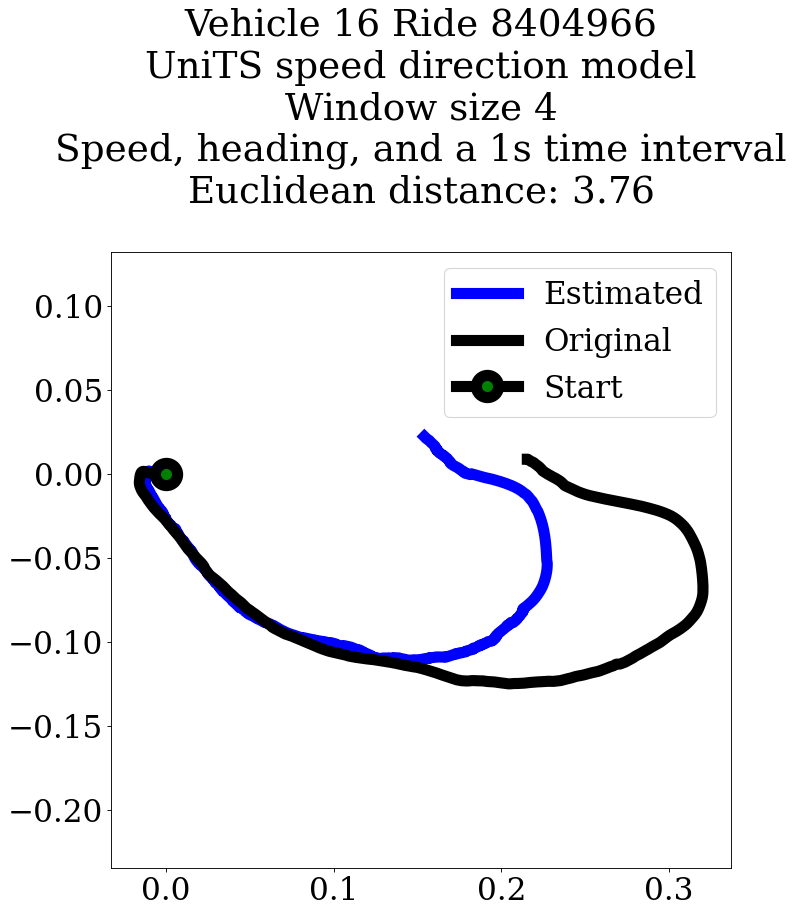 Vehicle 16 Ride 8404966
UniTS speed direction model
Window size 4
Speed, heading, and a 1s time interval
Euclidean distance: 3.76
Estimated
Original
Start
0.10
0.05
0.00
−0.05
−0.10
−0.15
−0.20
0.0 0.1 0.2 0.3